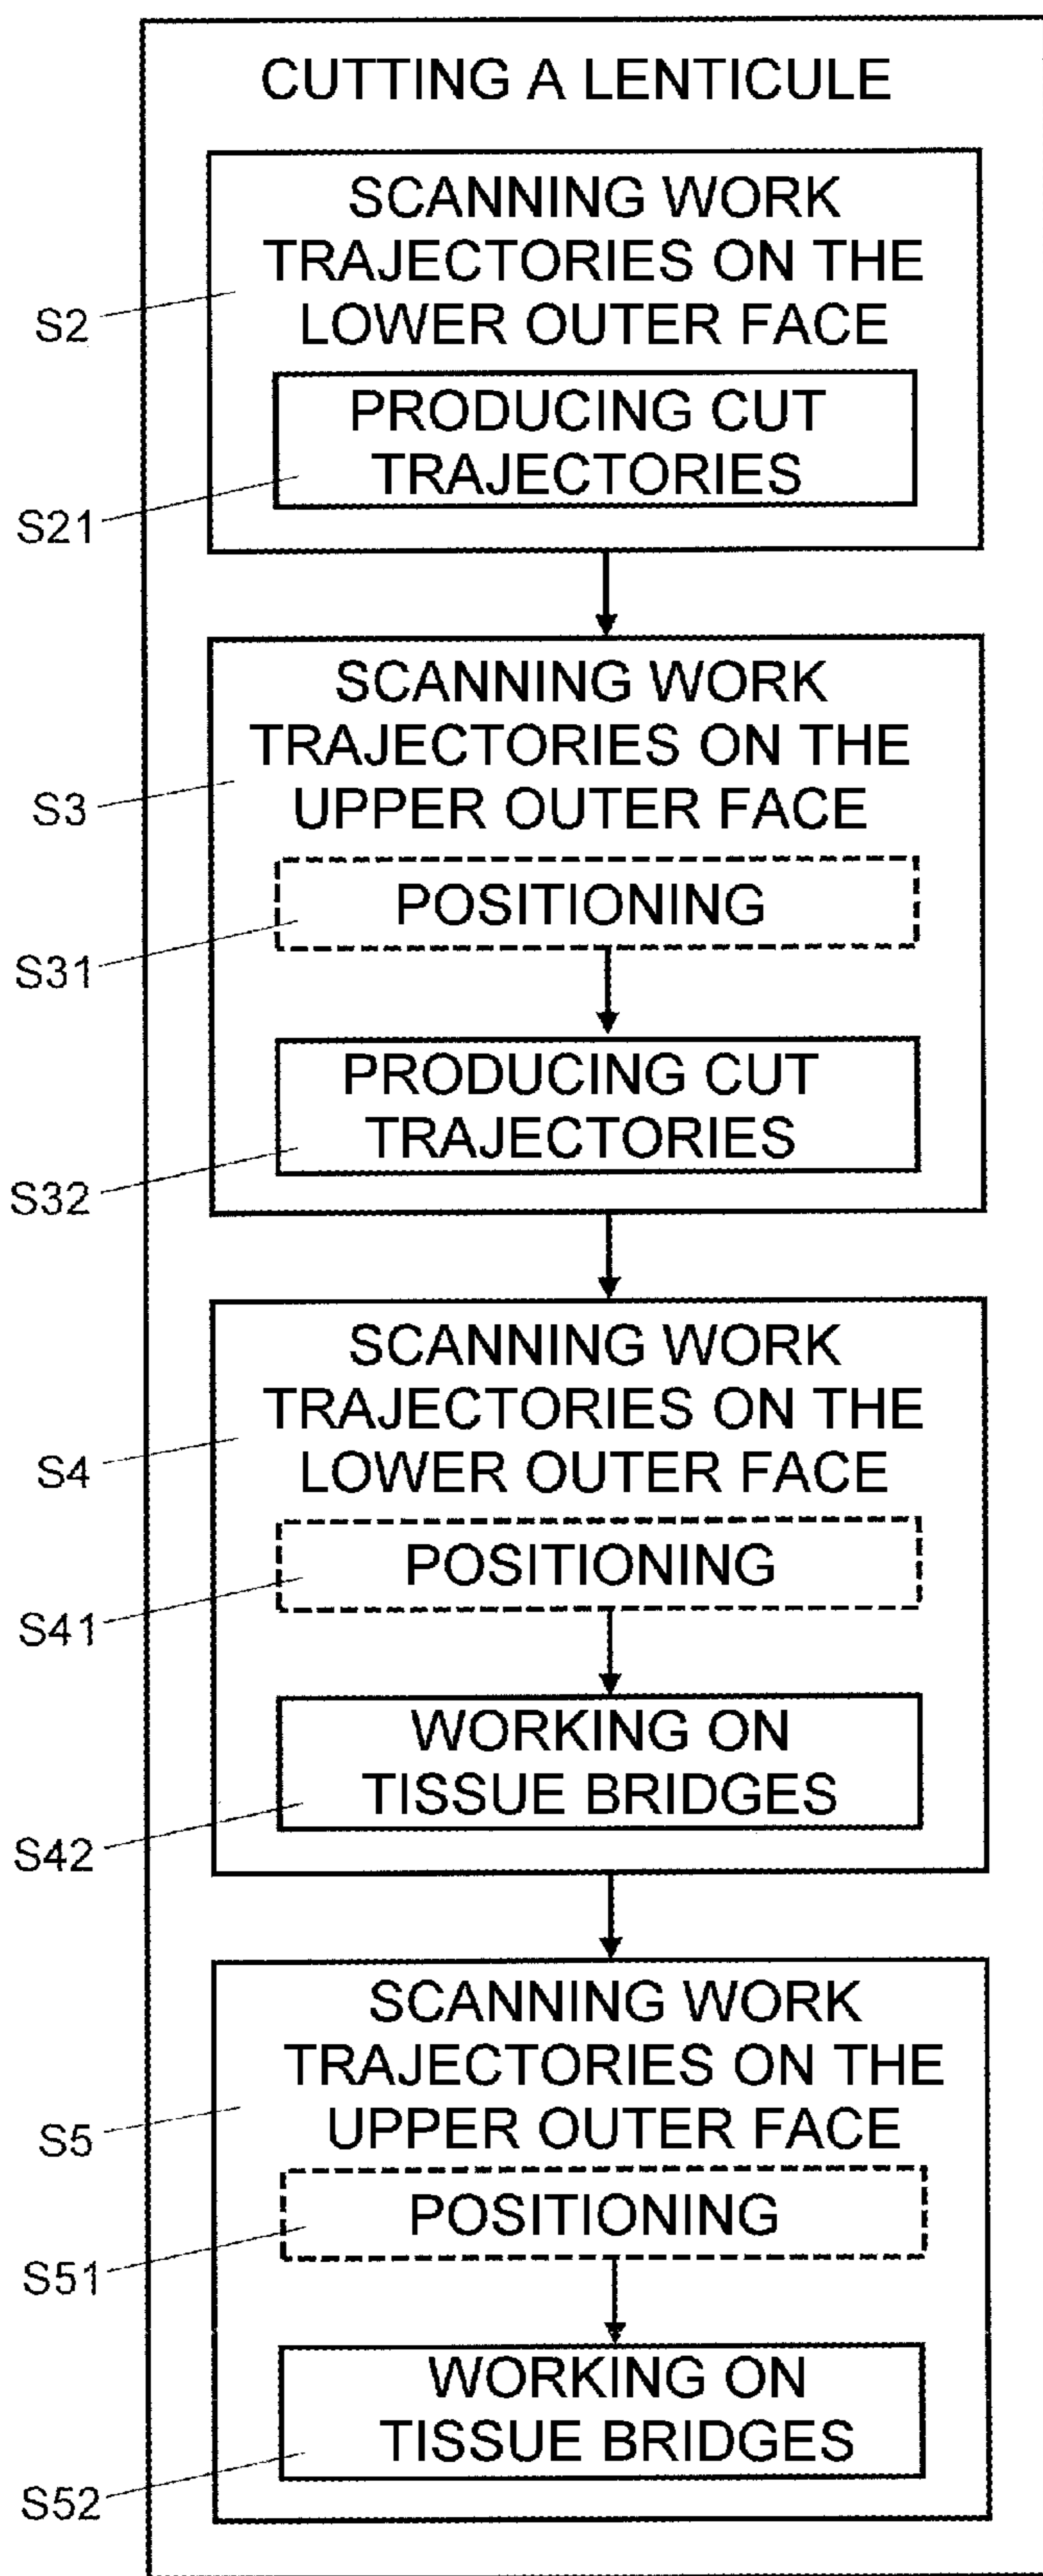 CUTTING A LENTICULE
SCANNING WORK
TRAJECTORIES ON THE
LOWER OUTER FACE
S2
PRODUCING CUT
TRAJECTORIES
S21
SCANNING WORK
TRAJECTORIES ON THE
UPPER OUTER FACE
S3
POSITIONING
S31
PRODUCING CUT
TRAJECTORIES
S32
SCANNING WORK
TRAJECTORIES ON THE
LOWER OUTER FACE
S4
POSITIONING
S41
WORKING ON
TISSUE BRIDGES
S42
SCANNING WORK
TRAJECTORIES ON THE
UPPER OUTER FACE
S5
POSITIONING
S51
WORKING ON
TISSUE BRIDGES
S52